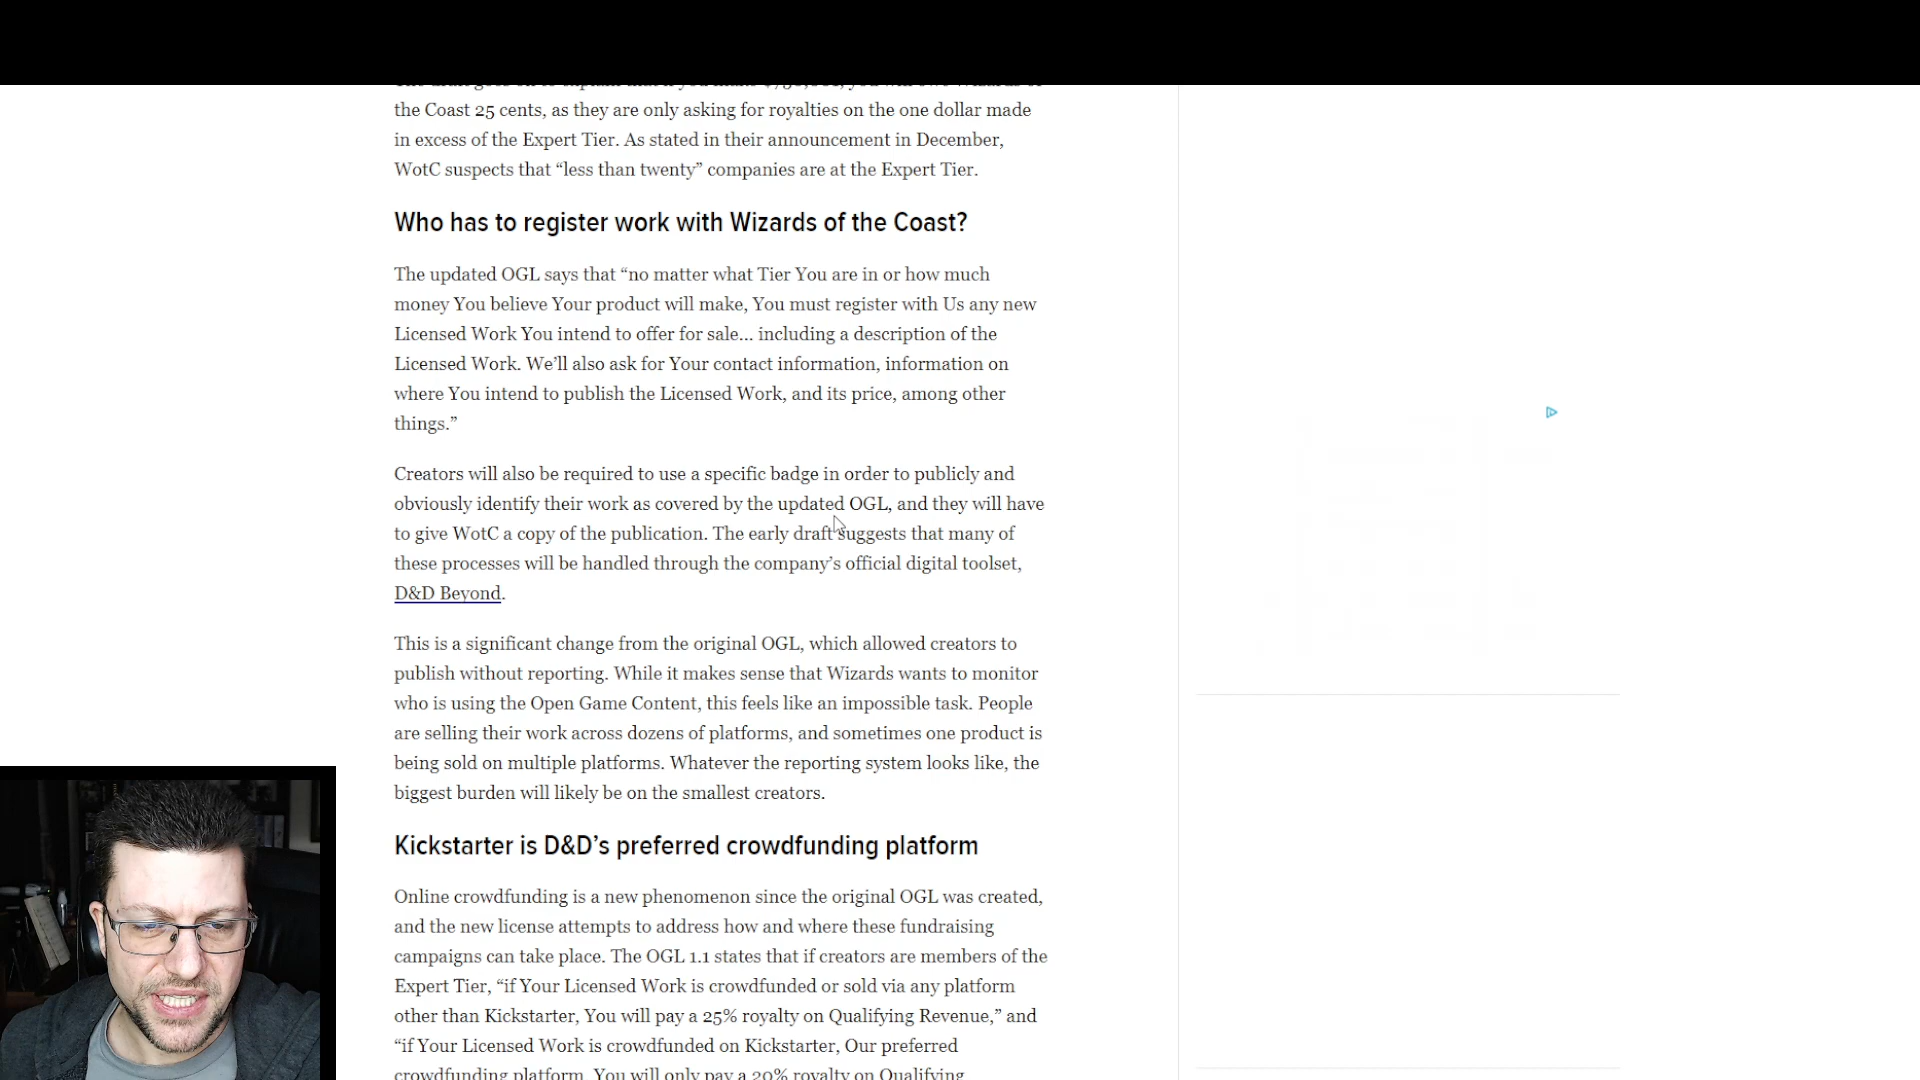 the Coast 25 cents, as they are only asking for royalties on the one dollar made
in excess of the Expert Tier. As stated in their announcement in December,
WotC suspects that “less than twenty” companies are at the Expert Tier.
Who has to register work with Wizards of the Coast?
The updated OGL says that “no matter what Tier You are in or how much
money You believe Your product will make, You must register with Us any new
Licensed Work You intend to offer for sale... including a description of the
Licensed Work. We’ll also ask for Your contact information, information on
where You intend to publish the Licensed Work, and its price, among other
things.”
Creators will also be required to use a specific badge in order to publicly and
obviously identify their work as covered by the updated OGL, and they will have
to give WotC a copy of the publication. The early draft suggests that many of
these processes will be handled through the company’s official digital toolset,
D&D Beyond.
This is a significant change from the original OGL, which allowed creators to
publish without reporting. While it makes sense that Wizards wants to monitor
who is using the Open Game Content, this feels like an impossible task. People
are selling their work across dozens of platforms, and sometimes one product is
being sold on multiple platforms. Whatever the reporting system looks like, the
biggest burden will likely be on the smallest creators.
Kickstarter is D&D’s preferred crowdfunding platform
Online crowdfunding is a new phenomenon since the original OGL was created,
and the new license attempts to address how and where these fundraising
campaigns can take place. The OGL 1.1 states that if creators are members of the
Expert Tier, “if Your Licensed Work is crowdfunded or sold via any platform
other than Kickstarter, You will pay a 25% royalty on Qualifying Revenue,” and
“if Your Licensed Work is crowdfunded on Kickstarter, Our preferred
crowdfunding platform, You will only pay a 20% royalty on Qualifying